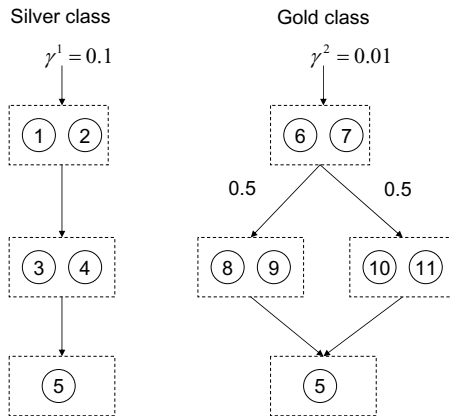 Silver class
γ¹ = 0.1
1 2
3 4
5
Gold class
γ² = 0.01
6 7
0.5 0.5
8 9 10 11
5